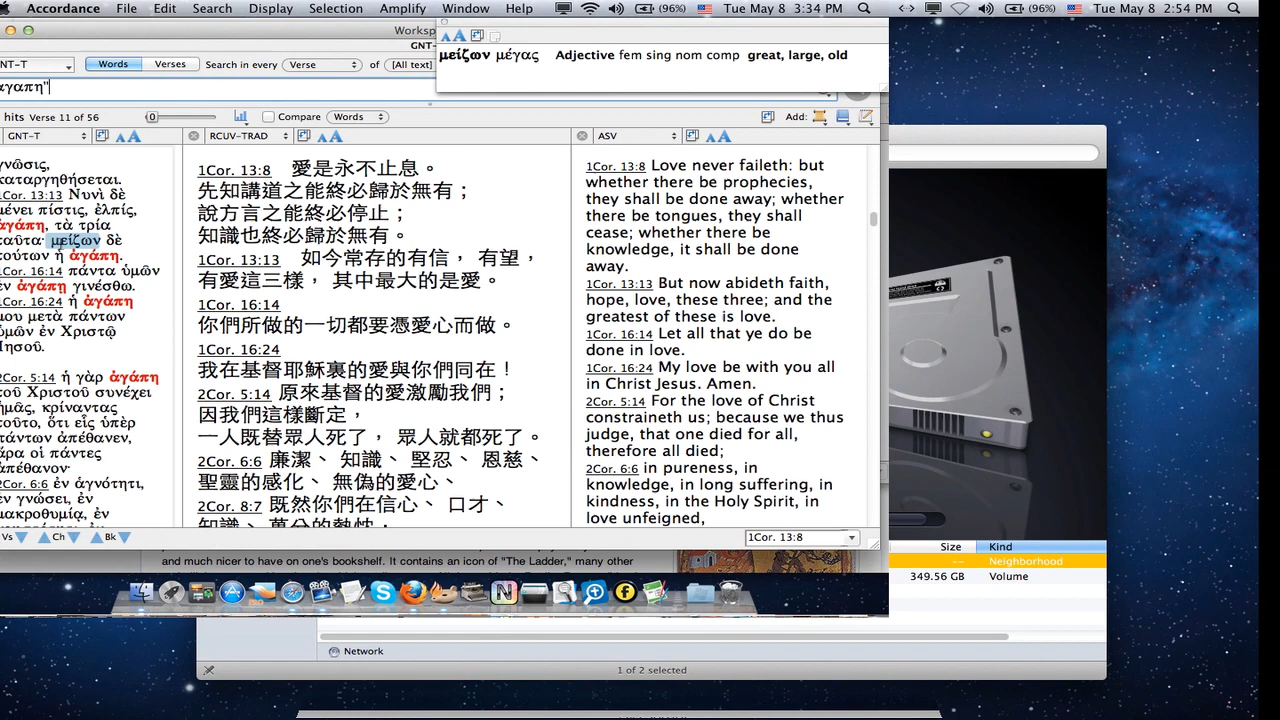 Accordance File Edit Search Display Selection Amplify Window Help (96%) Tue May 8 3:34 PM
(96%) Tue May 8 2:54 PM
Worksp
GNT-
μείζων μέγας Adjective fem sing nom comp great, large, old
NT-T Words Verses Search in every Verse of [All text]
αγαπη"
hits Verse 11 of 56 0 Compare Words Add:
GNT-T RCUV-TRAD ASV
γνῶσις,
καταργηθήσεται.
1Cor. 13:13 Νυνὶ δὲ
μένει πίστις, ἐλπίς,
ἀγάπη, τὰ τρία
ταῦτα· μείζων δὲ
τούτων ἡ ἀγάπη.
1Cor. 16:14 πάντα ὑμῶν
ἐν ἀγάπῃ γινέσθω.
1Cor. 16:24 ἡ ἀγάπη
μου μετὰ πάντων
ὑμῶν ἐν Χριστῷ
Ἰησοῦ.
2Cor. 5:14 ἡ γὰρ ἀγάπη
τοῦ Χριστοῦ συνέχει
ἡμᾶς, κρίναντας
τοῦτο, ὅτι εἷς ὑπὲρ
πάντων ἀπέθανεν,
ἄρα οἱ πάντες
ἀπέθανον·
2Cor. 6:6 ἐν ἁγνότητι,
ἐν γνώσει, ἐν
μακροθυμίᾳ, ἐν
1Cor. 13:8 愛是永不止息。
先知講道之能終必歸於無有；
說方言之能終必停止；
知識也終必歸於無有。
1Cor. 13:13 如今常存的有信，有望，
有愛這三樣，其中最大的是愛。
1Cor. 16:14
你們所做的一切都要憑愛心而做。
1Cor. 16:24
我在基督耶穌裏的愛與你們同在！
2Cor. 5:14 原來基督的愛激勵我們；
因我們這樣斷定，
一人既替眾人死了，眾人就都死了。
2Cor. 6:6 廉潔、知識、堅忍、恩慈、
聖靈的感化、無偽的愛心、
2Cor. 8:7 既然你們在信心、口才、
知識、萬分的熱忱，
1Cor. 13:8 Love never faileth: but
whether there be prophecies,
they shall be done away; whether
there be tongues, they shall
cease; whether there be
knowledge, it shall be done
away.
1Cor. 13:13 But now abideth faith,
hope, love, these three; and the
greatest of these is love.
1Cor. 16:14 Let all that ye do be
done in love.
1Cor. 16:24 My love be with you all
in Christ Jesus. Amen.
2Cor. 5:14 For the love of Christ
constraineth us; because we thus
judge, that one died for all,
therefore all died;
2Cor. 6:6 in pureness, in
knowledge, in long suffering, in
kindness, in the Holy Spirit, in
love unfeigned,
Vs Ch Bk 1Cor. 13:8
and much nicer to have on one's bookshelf. It contains an icon of "The Ladder," many other
Size Kind
-- Neighborhood
349.56 GB Volume
Network
1 of 2 selected